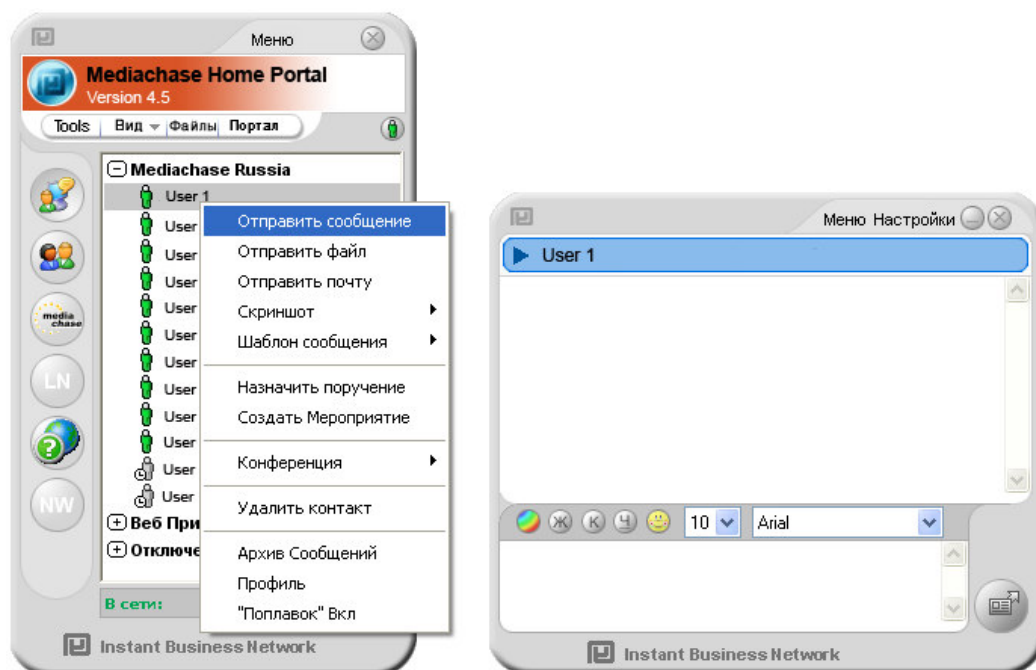 Меню
Mediachase Home Portal
Version 4.5
Tools Вид Файлы Портал
Mediachase Russia
User 1
User
User
User
User
User
User
User
User
User
User
User
Веб При
Отключе
В сети:
Instant Business Network
media
chase
LN
NW
Отправить сообщение
Отправить файл
Отправить почту
Скриншот
Шаблон сообщения
Назначить поручение
Создать Мероприятие
Конференция
Удалить контакт
Архив Сообщений
Профиль
"Поплавок" Вкл
Меню Настройки
User 1
Ж К Ч 10 Arial
Instant Business Network